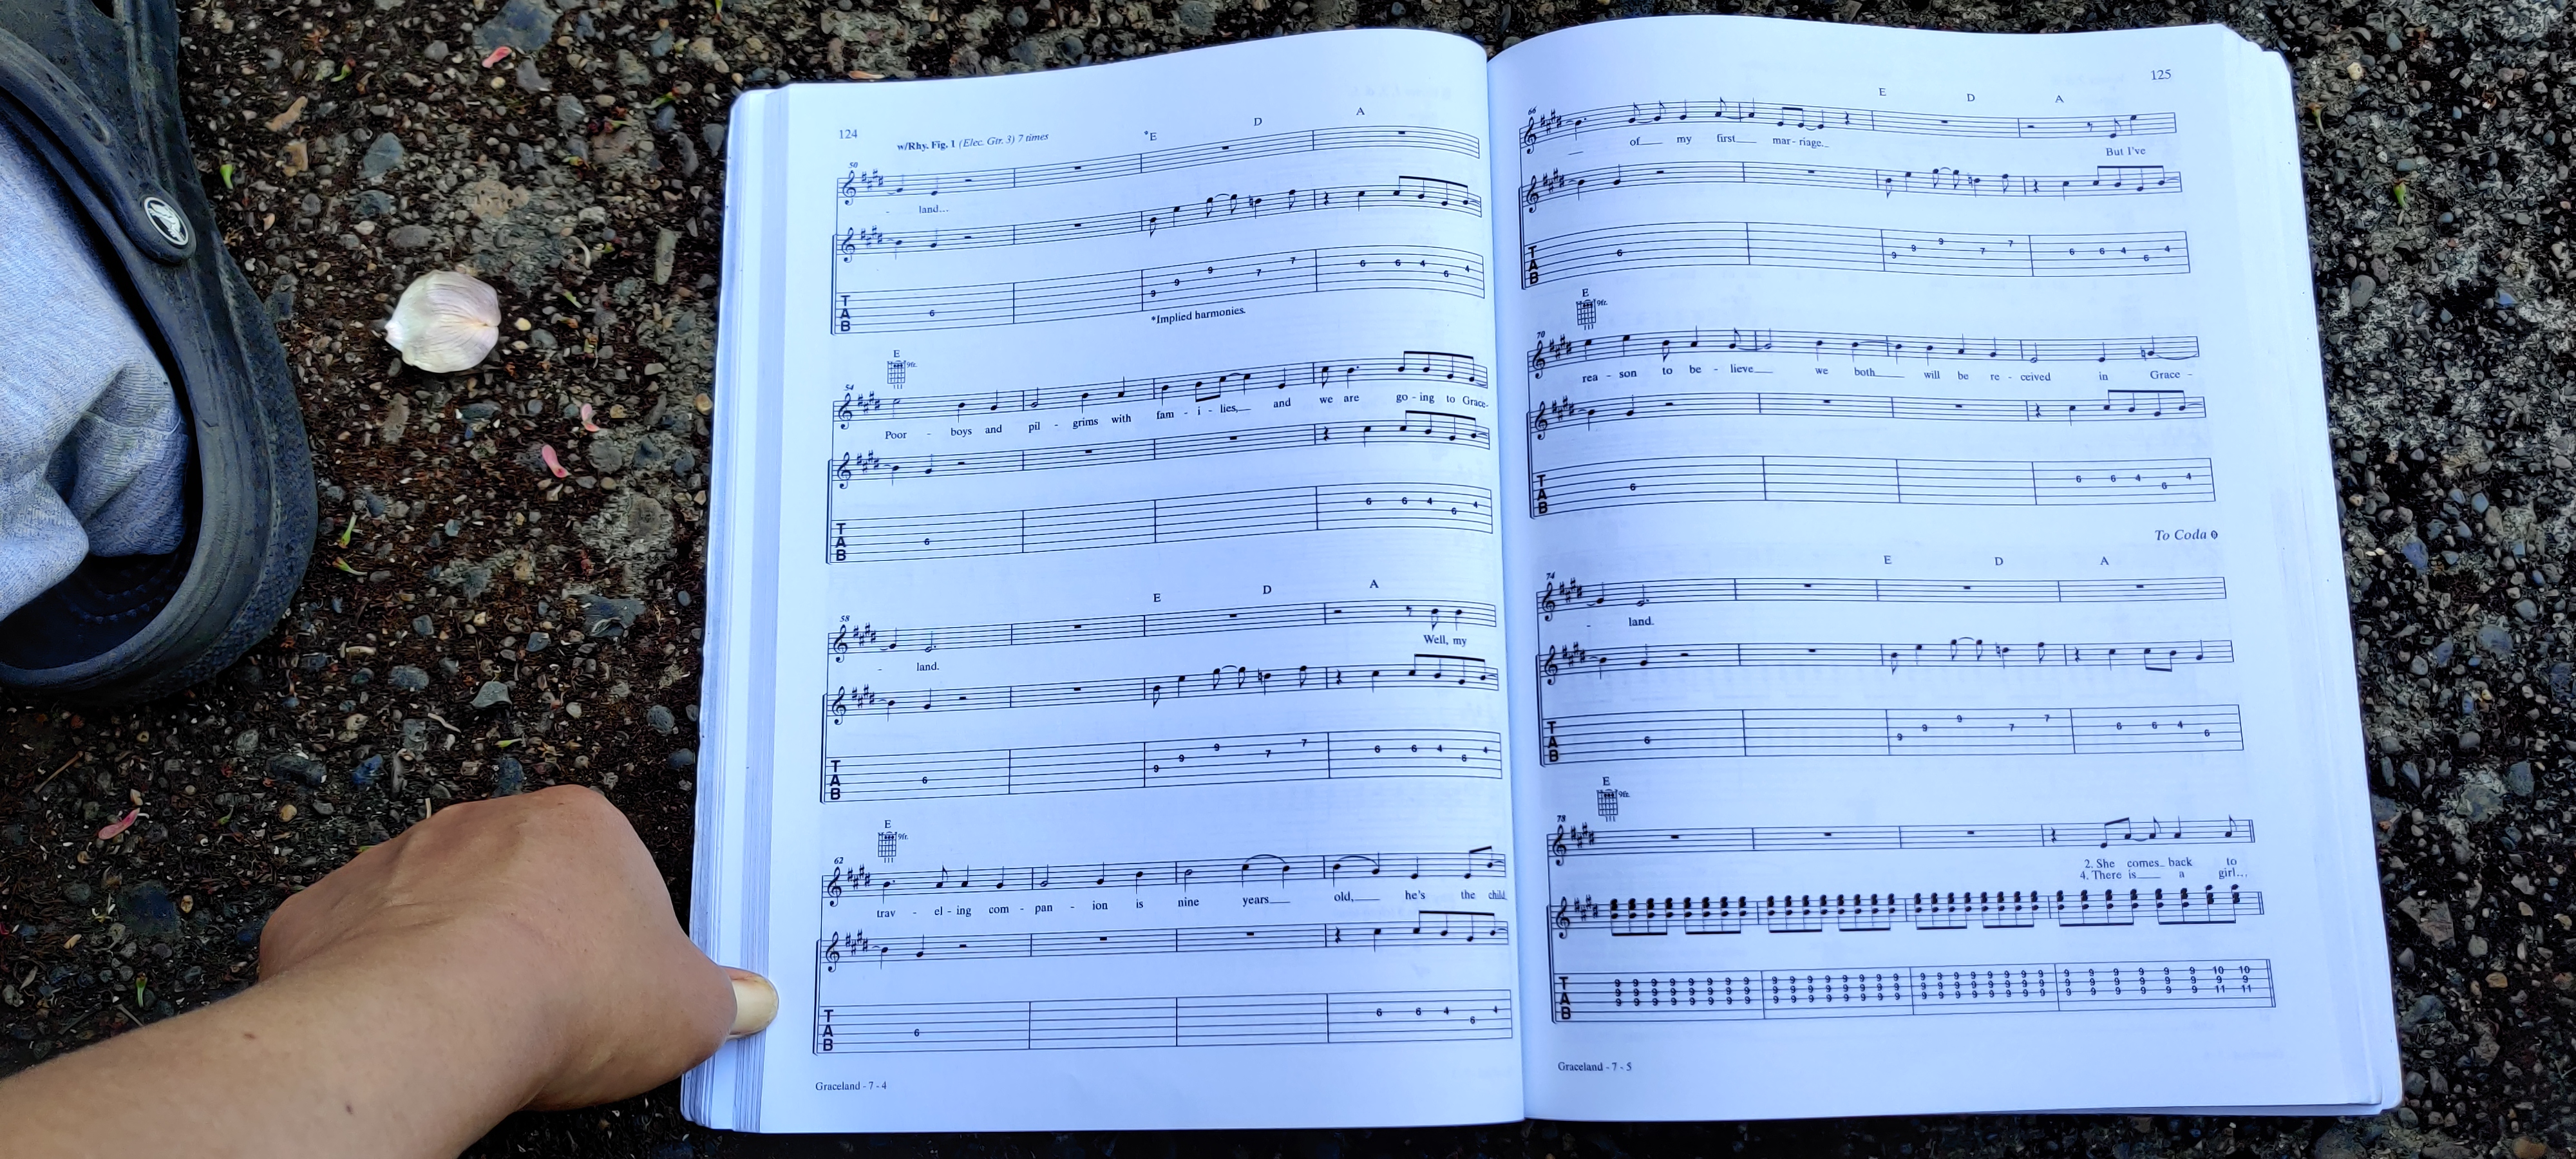 124
w/Rhy. Fig. 1 (Elec. Gtr. 3) 7 times
*E D A
50
- land...
T
A
B
6 9 9 9 7 7 6 6 4 6 4
*Implied harmonies.
E
9fr.
54
Poor - boys and pil - grims with fam - i - lies, and we are go - ing to Grace-
T
A
B
6 6 6 4 6 4
E D A
58
- land. Well, my
T
A
B
6 9 9 9 7 7 6 6 4 6 4
E
9fr.
62
trav - el - ing com - pan - ion is nine years old, he's the child
T
A
B
6 6 6 4 6 4
Graceland - 7 - 4
125
E D A
66
of my first mar - riage. But I've
T
A
B
6 9 9 9 7 7 6 6 4 6 4
E
9fr.
70
rea - son to be - lieve we both will be re - ceived in Grace -
T
A
B
6 6 6 4 6 4
To Coda
E D A
74
- land.
T
A
B
6 9 9 9 7 7 6 6 4 6
E
9fr.
78
2. She comes back to
4. There is a girl...
T
A
B
9 9 9 9 9 9 9 9 9 9 9 9 9 9 9 9 9 9 9 9 9 9 9 9 9 9 9 9 9 9 10 10
9 9 9 9 9 9 9 9 9 9 9 9 9 9 9 9 9 9 9 9 9 9 9 9 9 9 9 9 9 9 9 9
9 9 9 9 9 9 9 9 9 9 9 9 9 9 9 9 9 9 9 9 9 9 9 9 9 9 9 9 9 9 11 11
Graceland - 7 - 5